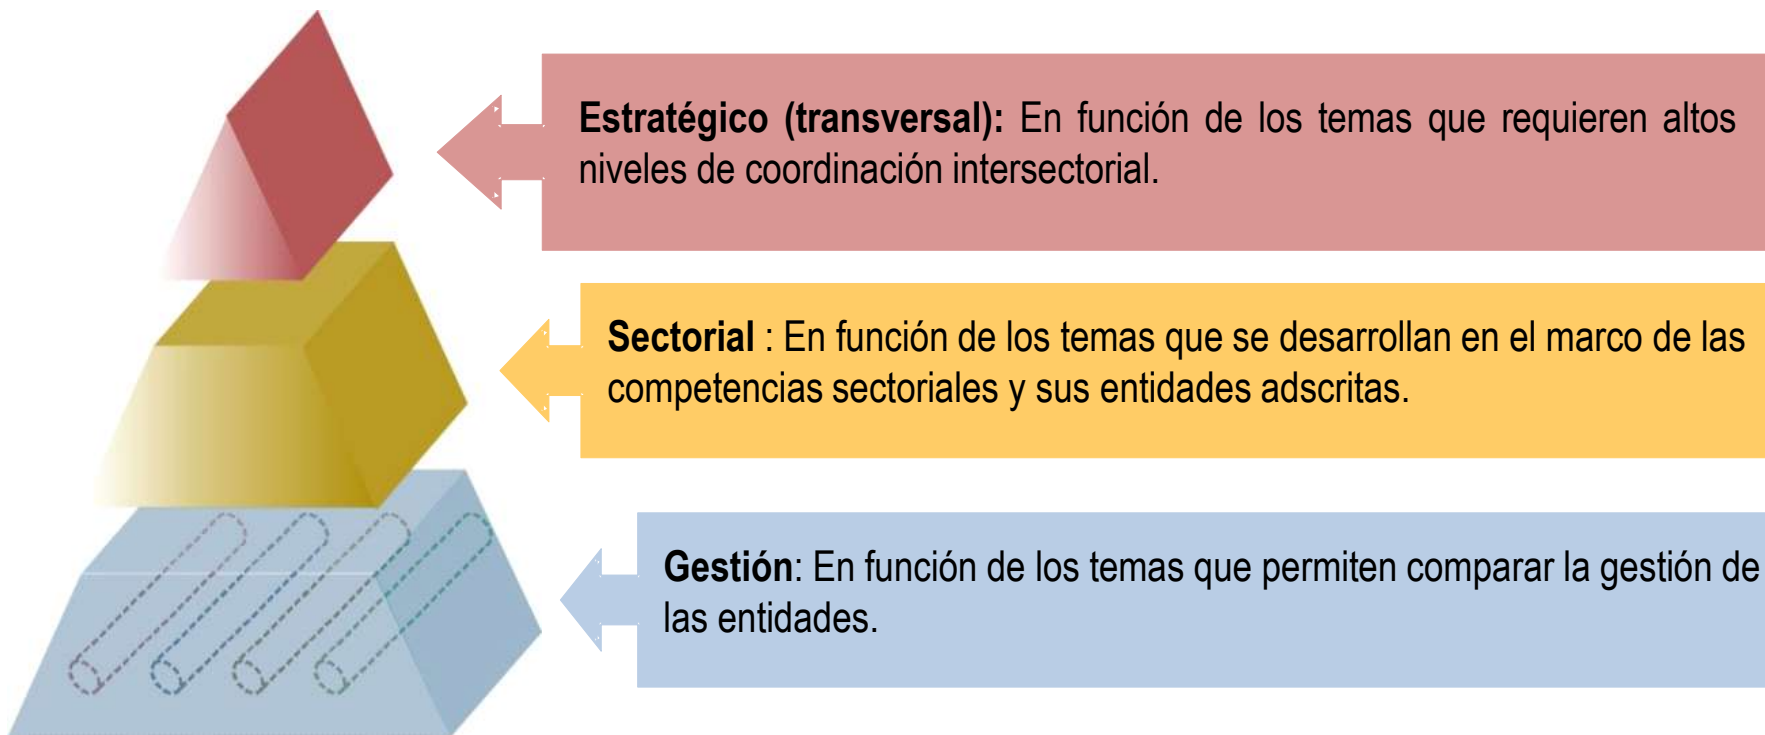 Estratégico (transversal): En función de los temas que requieren altos
niveles de coordinación intersectorial.
Sectorial : En función de los temas que se desarrollan en el marco de las
competencias sectoriales y sus entidades adscritas.
Gestión: En función de los temas que permiten comparar la gestión de
las entidades.